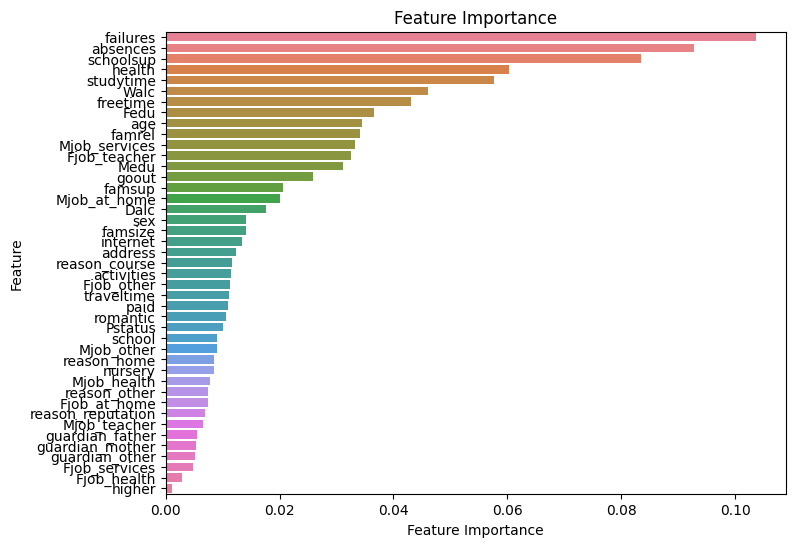 Feature Importance
failures
absences
schoolsup
health
studytime
Walc
freetime
Fedu
age
famrel
Mjob_services
Fjob_teacher
Medu
goout
famsup
Mjob_at_home
Dalc
sex
famsize
internet
address
reason_course
activities
Fjob_other
traveltime
paid
romantic
Pstatus
school
Mjob_other
reason_home
nursery
Mjob_health
reason_other
Fjob_at_home
reason_reputation
Mjob_teacher
guardian_father
guardian_mother
guardian_other
Fjob_services
Fjob_health
higher
Feature
0.00 0.02 0.04 0.06 0.08 0.10
Feature Importance